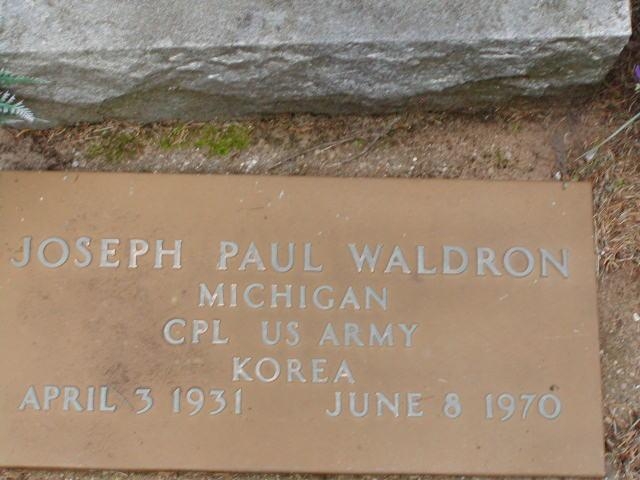 JOSEPH PAUL WALDRON
MICHIGAN
CPL US ARMY
KOREA
APRIL 3 1931 JUNE 8 1970